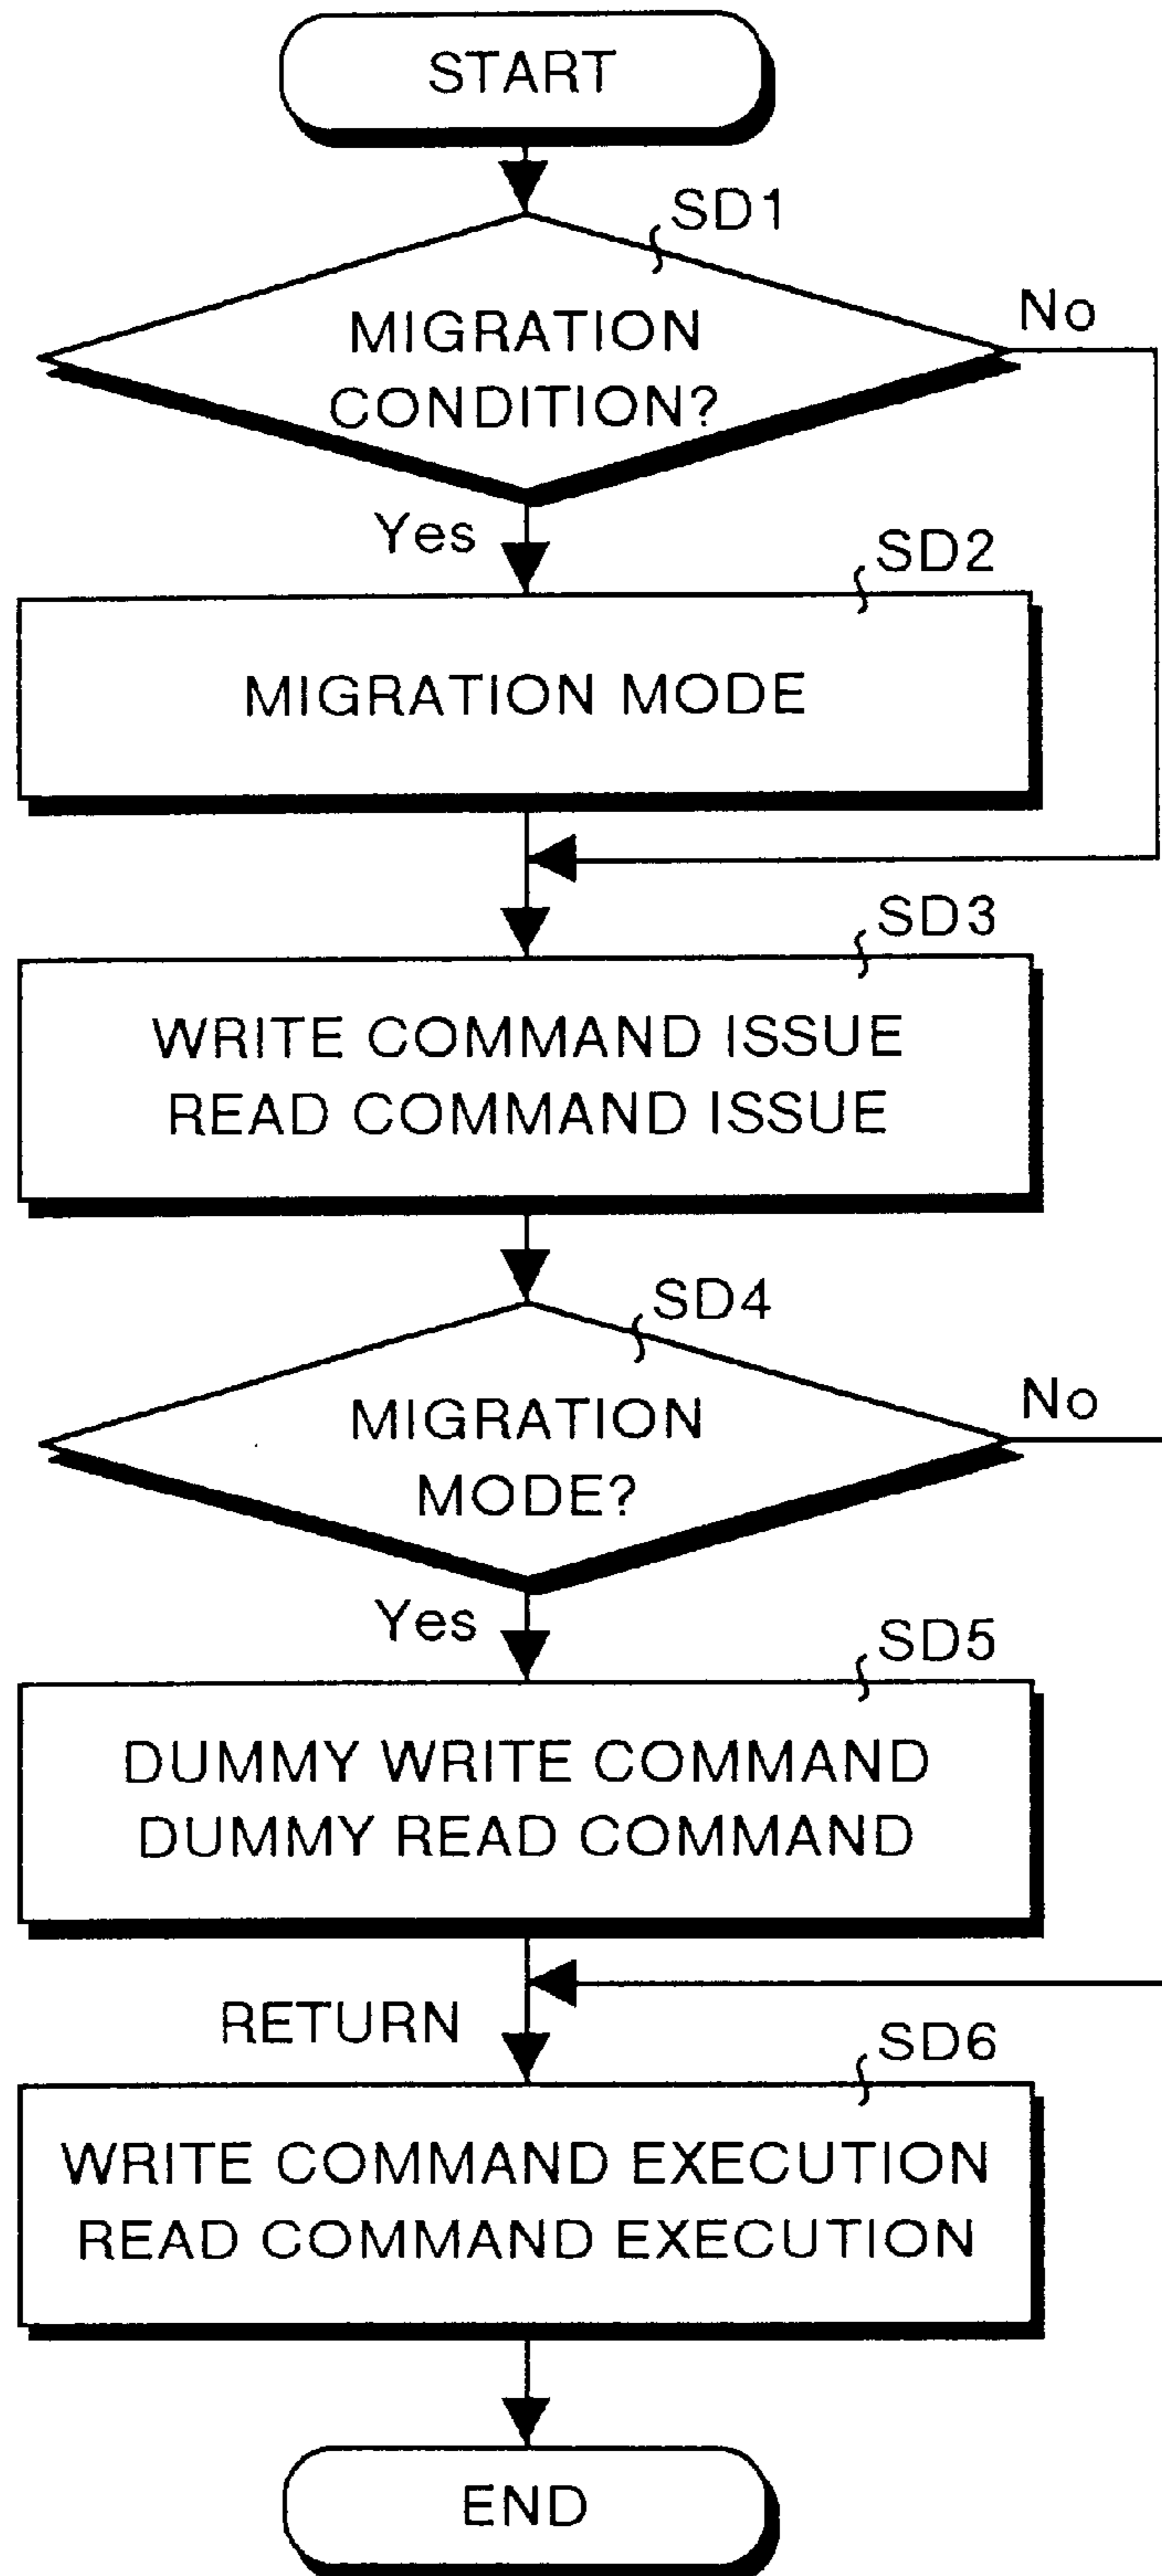 START
SD1
No
MIGRATION
CONDITION?
Yes
SD2
MIGRATION MODE
SD3
WRITE COMMAND ISSUE
READ COMMAND ISSUE
SD4
No
MIGRATION
MODE?
Yes
SD5
DUMMY WRITE COMMAND
DUMMY READ COMMAND
RETURN
SD6
WRITE COMMAND EXECUTION
READ COMMAND EXECUTION
END